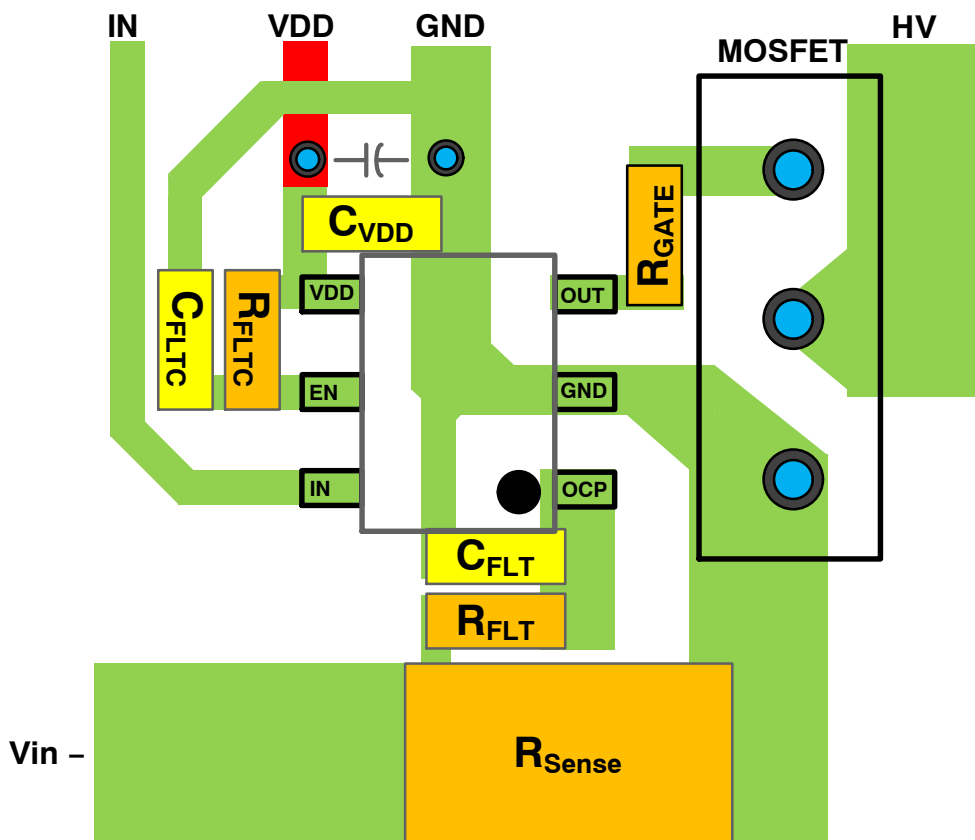 IN
VDD
GND
MOSFET
HV
CVDD
RGATE
CFLTC
RFLTC
VDD
OUT
EN
GND
IN
OCP
CFLT
RFLT
Vin –
RSense